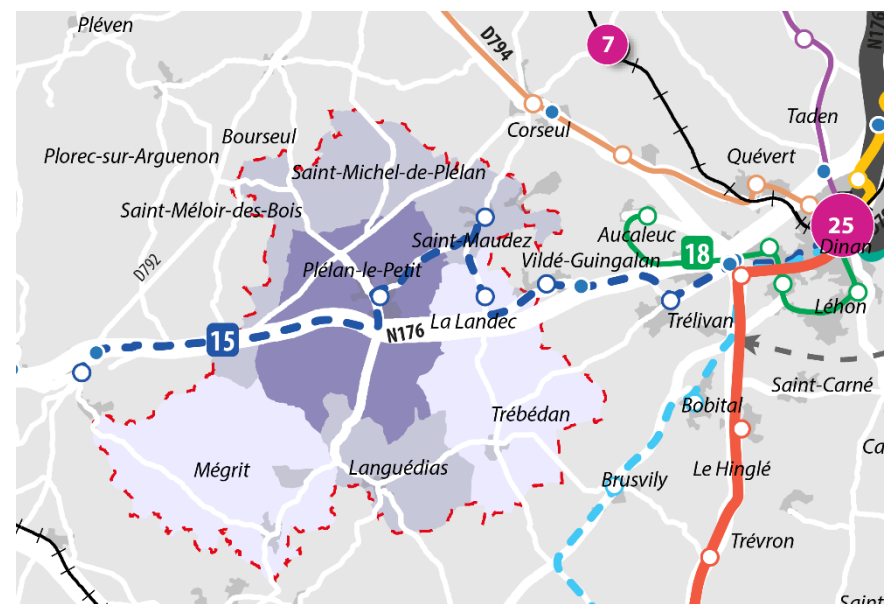 Pléven
D794
7
N176
Taden
Corseul
Bourseul
Plorec-sur-Arguenon
Quévert
Saint-Michel-de-Plélan
Saint-Méloir-des-Bois
25
Aucaleuc
18
Dinan
Saint-Maudez
Vildé-Guingalan
D792
Plélan-le-Petit
Léhon
La Landec
Trélivan
15
N176
Saint-Carné
Bobital
Trébédan
Mégrit
Languédias
Le Hinglé
Ca
Brusvily
Trévron
Saint